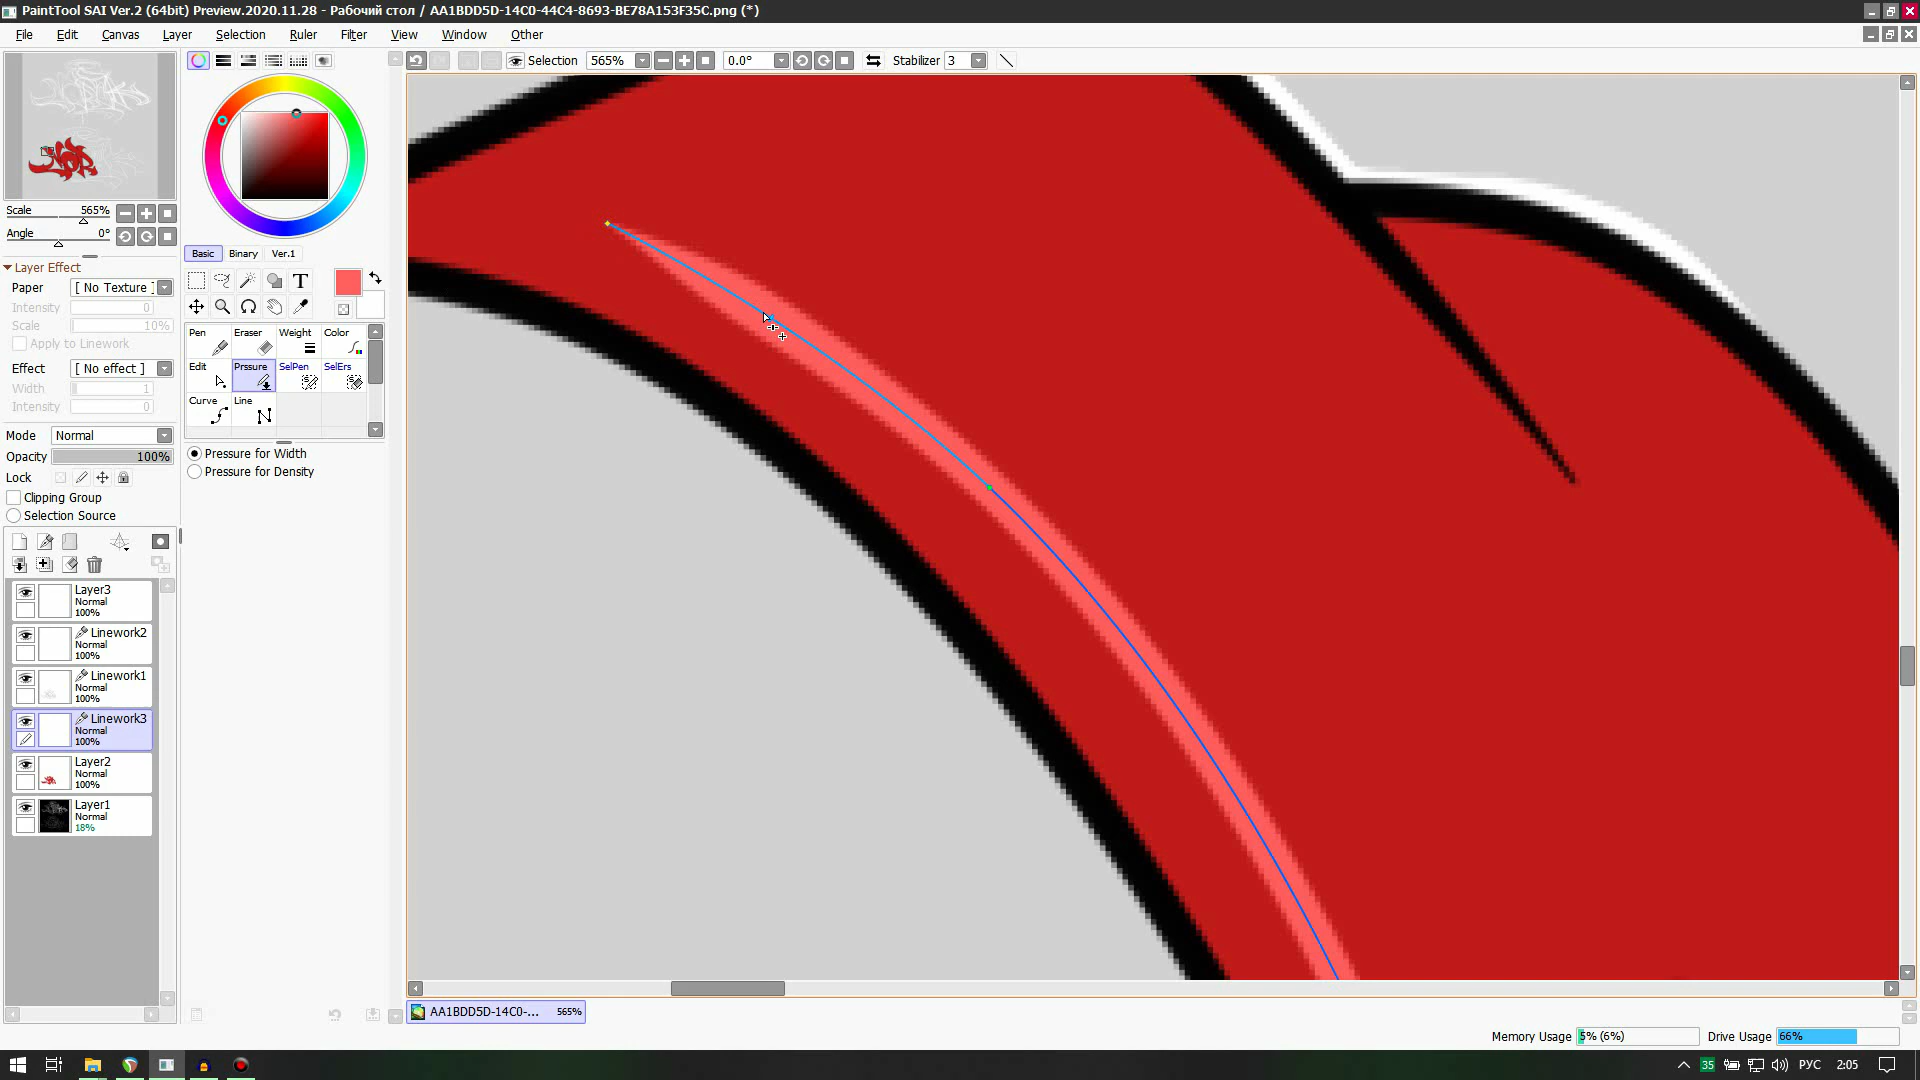 PaintTool SAI Ver.2 (64bit) Preview.2020.11.28 - Рабочий стол / AA1BDD5D-14C0-44C4-8693-BE78A153F35C.png (*)
File Edit Canvas Layer Selection Ruler Filter View Window Other
Selection 565% 0.0° Stabilizer 3
Scale 565%
Angle 0°
Layer Effect
Paper [ No Texture ]
Intensity 0
Scale 10%
Apply to Linework
Effect [ No effect ]
Width 1
Intensity 0
Mode Normal
Opacity 100%
Lock
Clipping Group
Selection Source
Layer3
Normal
100%
Linework2
Normal
100%
Linework1
Normal
100%
Linework3
Normal
100%
Layer2
Normal
100%
Layer1
Normal
18%
Basic Binary Ver.1
T
Pen Eraser Weight Color
Edit Prssure SelPen SelErs
Curve Line
Pressure for Width
Pressure for Density
AA1BDD5D-14C0-... 565%
Memory Usage 5% (6%) Drive Usage 66%
35 РУС 2:05